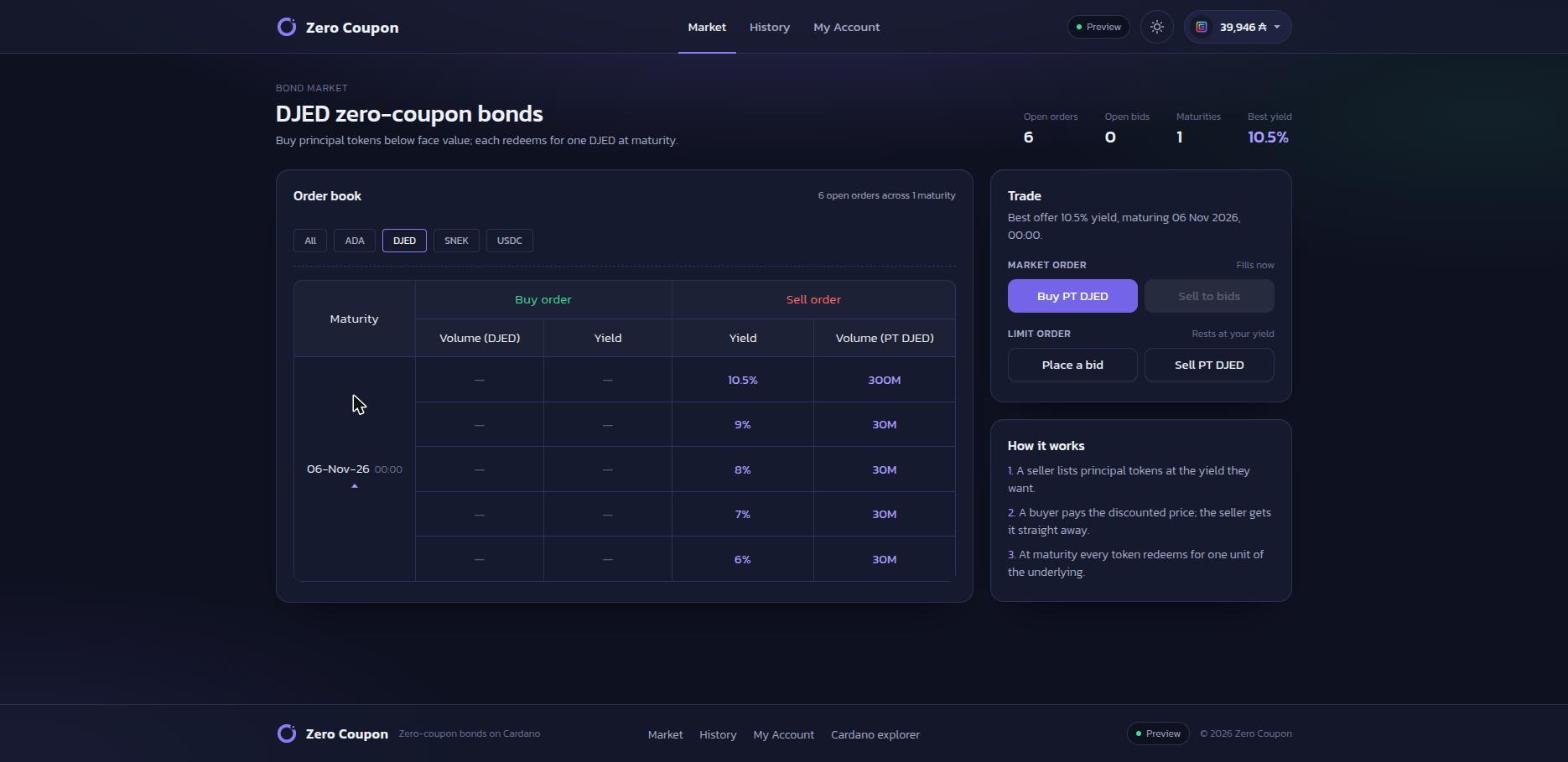 Zero Coupon
Market History My Account
Preview
39,946 ₳
BOND MARKET
DJED zero-coupon bonds
Buy principal tokens below face value; each redeems for one DJED at maturity.
Open orders Open bids Maturities Best yield
6 0 1 10.5%
Order book
6 open orders across 1 maturity
All ADA DJED SNEK USDC
Maturity Buy order Sell order
Volume (DJED) Yield Yield Volume (PT DJED)
— — 10.5% 300M
— — 9% 30M
06-Nov-26 00:00 — — 8% 30M
— — 7% 30M
— — 6% 30M
Trade
Best offer 10.5% yield, maturing 06 Nov 2026,
00:00.
MARKET ORDER Fills now
Buy PT DJED Sell to bids
LIMIT ORDER Rests at your yield
Place a bid Sell PT DJED
How it works
1. A seller lists principal tokens at the yield they
want.
2. A buyer pays the discounted price; the seller gets
it straight away.
3. At maturity every token redeems for one unit of
the underlying.
Zero Coupon Zero-coupon bonds on Cardano
Market History My Account Cardano explorer
Preview © 2026 Zero Coupon